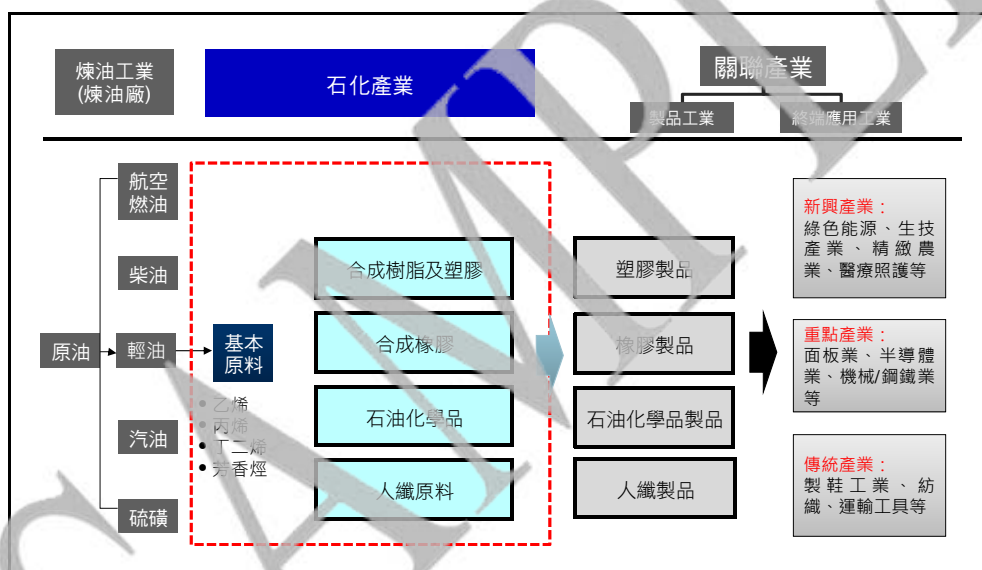 煉油工業
(煉油廠)
石化產業
關聯產業
製品工業
終端應用工業
航空
燃油
柴油
原油
輕油
汽油
硫磺
基本
原料
• 乙烯
• 丙烯
• 丁二烯
• 芳香烴
合成樹脂及塑膠
合成橡膠
石油化學品
人纖原料
塑膠製品
橡膠製品
石油化學品製品
人纖製品
新興產業：
綠色能源、生技
產業、精緻農
業、醫療照護等
重點產業：
面板業、半導體
業、機械/鋼鐵業
等
傳統產業：
製鞋工業、紡
織、運輸工具等
SAMPLE